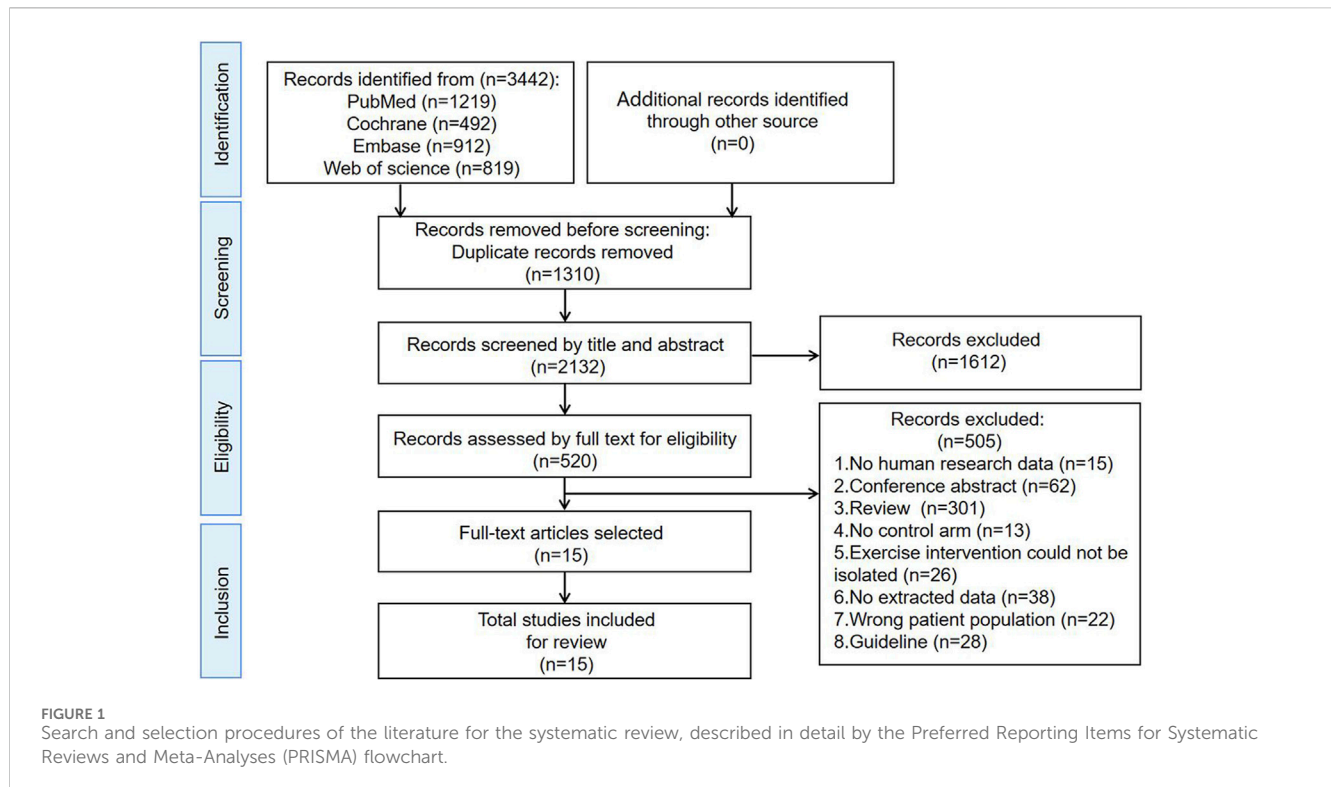 Identification
Records identified from (n=3442):
PubMed (n=1219)
Cochrane (n=492)
Embase (n=912)
Web of science (n=819)
Additional records identified
through other source
(n=0)
Screening
Records removed before screening:
Duplicate records removed
(n=1310)
Records screened by title and abstract
(n=2132)
Records excluded
(n=1612)
Eligibility
Records assessed by full text for eligibility
(n=520)
Records excluded:
(n=505)
1.No human research data (n=15)
2.Conference abstract (n=62)
3.Review (n=301)
4.No control arm (n=13)
5.Exercise intervention could not be
isolated (n=26)
6.No extracted data (n=38)
7.Wrong patient population (n=22)
8.Guideline (n=28)
Inclusion
Full-text articles selected
(n=15)
Total studies included
for review
(n=15)
FIGURE 1
Search and selection procedures of the literature for the systematic review, described in detail by the Preferred Reporting Items for Systematic
Reviews and Meta-Analyses (PRISMA) flowchart.